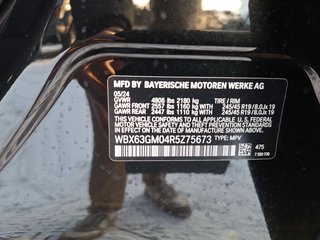 MFD BY BAYERISCHE MOTOREN WERKE AG
05/24
GVWR 4806 lbs 2180 kg TIRE / RIM
GAWR FRONT 2557 lbs 1160 kg 245/45 R19 / 8.0J x 19
GAWR REAR 2447 lbs 1110 kg 245/45 R19 / 8.0J x 19
THIS VEHICLE CONFORMS TO ALL APPLICABLE
U.S. FEDERAL MOTOR VEHICLE SAFETY
AND THEFT PREVENTION STANDARDS IN
EFFECT ON THE DATE OF MANUFACTURE
SHOWN ABOVE.
WBX63GM04R5Z75673 TYPE: MPV
475